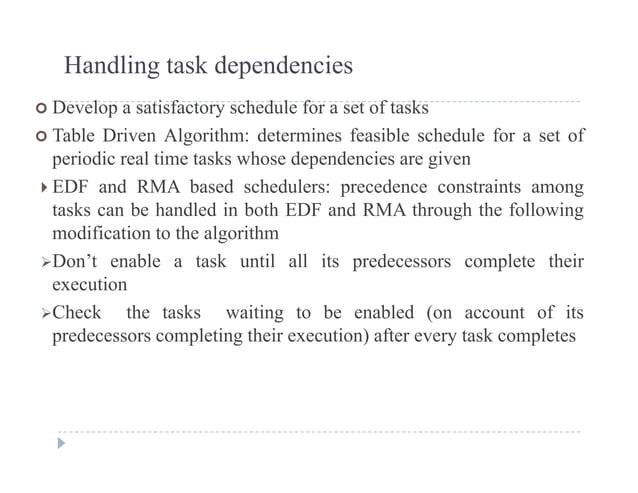 Handling task dependencies
Develop a satisfactory schedule for a set of tasks
Table Driven Algorithm: determines feasible schedule for a set of
periodic real time tasks whose dependencies are given
EDF and RMA based schedulers: precedence constraints among
tasks can be handled in both EDF and RMA through the following
modification to the algorithm
Don’t enable a task until all its predecessors complete their
execution
Check the tasks waiting to be enabled (on account of its
predecessors completing their execution) after every task completes